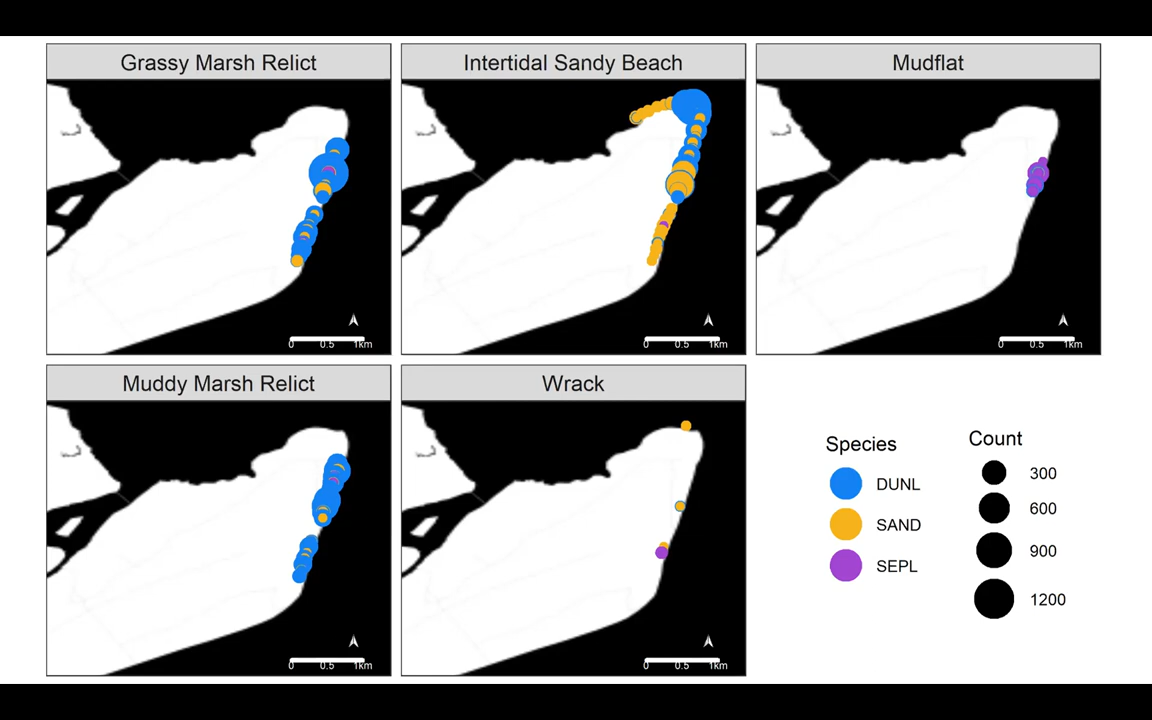 Grassy Marsh Relict
Intertidal Sandy Beach
Mudflat
0 0.5 1km
0 0.5 1km
0 0.5 1km
Muddy Marsh Relict
Wrack
0 0.5 1km
0 0.5 1km
Species
DUNL
SAND
SEPL
Count
300
600
900
1200